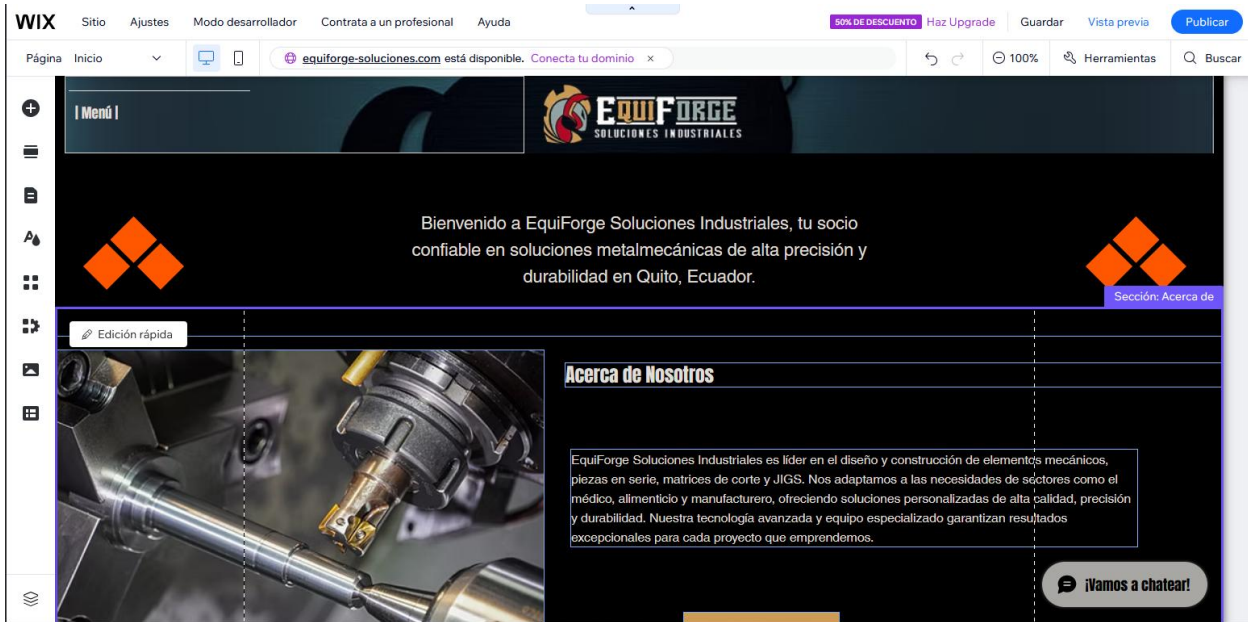 WIX Sitio Ajustes Modo desarrollador Contrata a un profesional Ayuda 50% DE DESCUENTO Haz Upgrade Guardar Vista previa Publicar
Página Inicio equiforge-soluciones.com está disponible. Conecta tu dominio × 100% Herramientas Buscar
| Menú |
EQUIFORGE
SOLUCIONES INDUSTRIALES
Bienvenido a EquiForge Soluciones Industriales, tu socio
confiable en soluciones metalmecánicas de alta precisión y
durabilidad en Quito, Ecuador.
Sección: Acerca de
Edición rápida
Acerca de Nosotros
EquiForge Soluciones Industriales es líder en el diseño y construcción de elementos mecánicos,
piezas en serie, matrices de corte y JIGS. Nos adaptamos a las necesidades de sectores como el
médico, alimenticio y manufacturero, ofreciendo soluciones personalizadas de alta calidad, precisión
y durabilidad. Nuestra tecnología avanzada y equipo especializado garantizan resultados
excepcionales para cada proyecto que emprendemos.
¡Vamos a chatear!